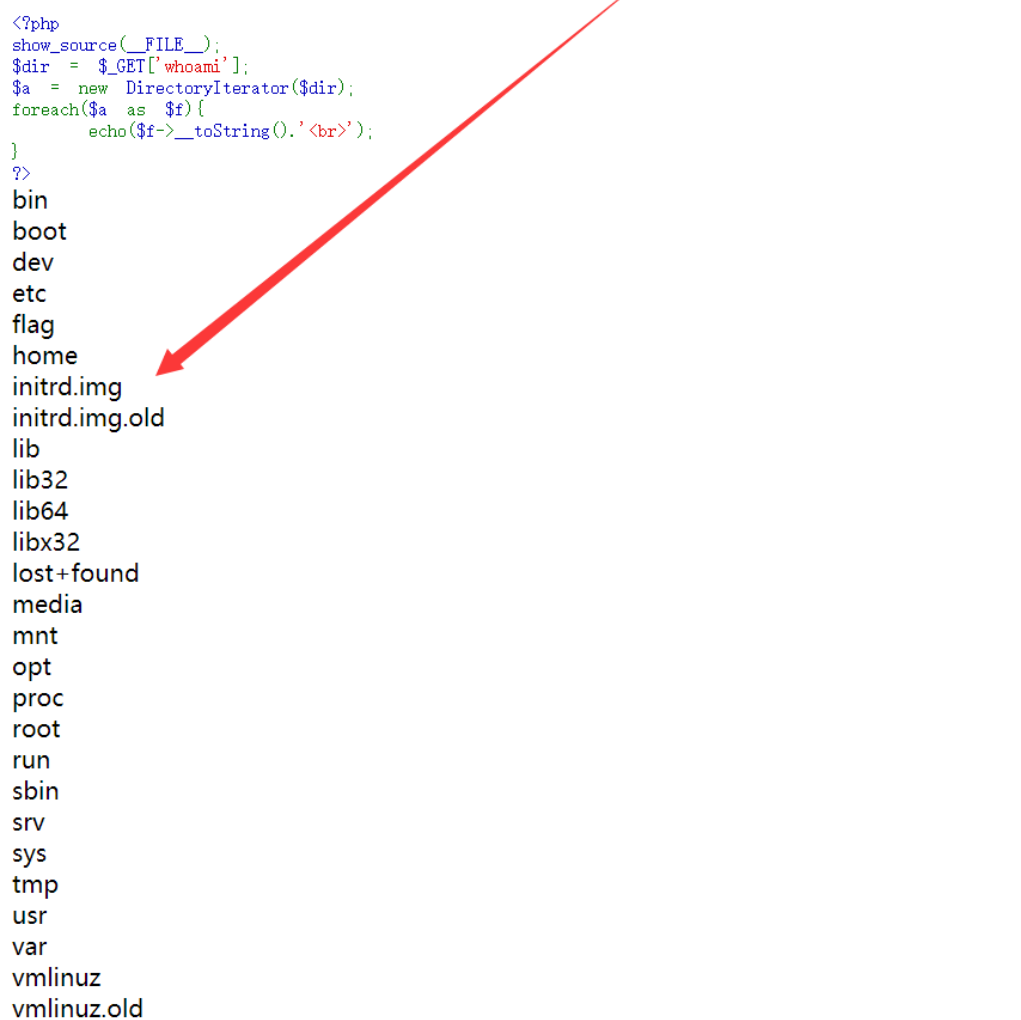 <?php
show_source(__FILE__);
$dir = $_GET['whoami'];
$a = new DirectoryIterator($dir);
foreach($a as $f){
echo($f->__toString().'<br>');
}
?>
bin
boot
dev
etc
flag
home
initrd.img
initrd.img.old
lib
lib32
lib64
libx32
lost+found
media
mnt
opt
proc
root
run
sbin
srv
sys
tmp
usr
var
vmlinuz
vmlinuz.old